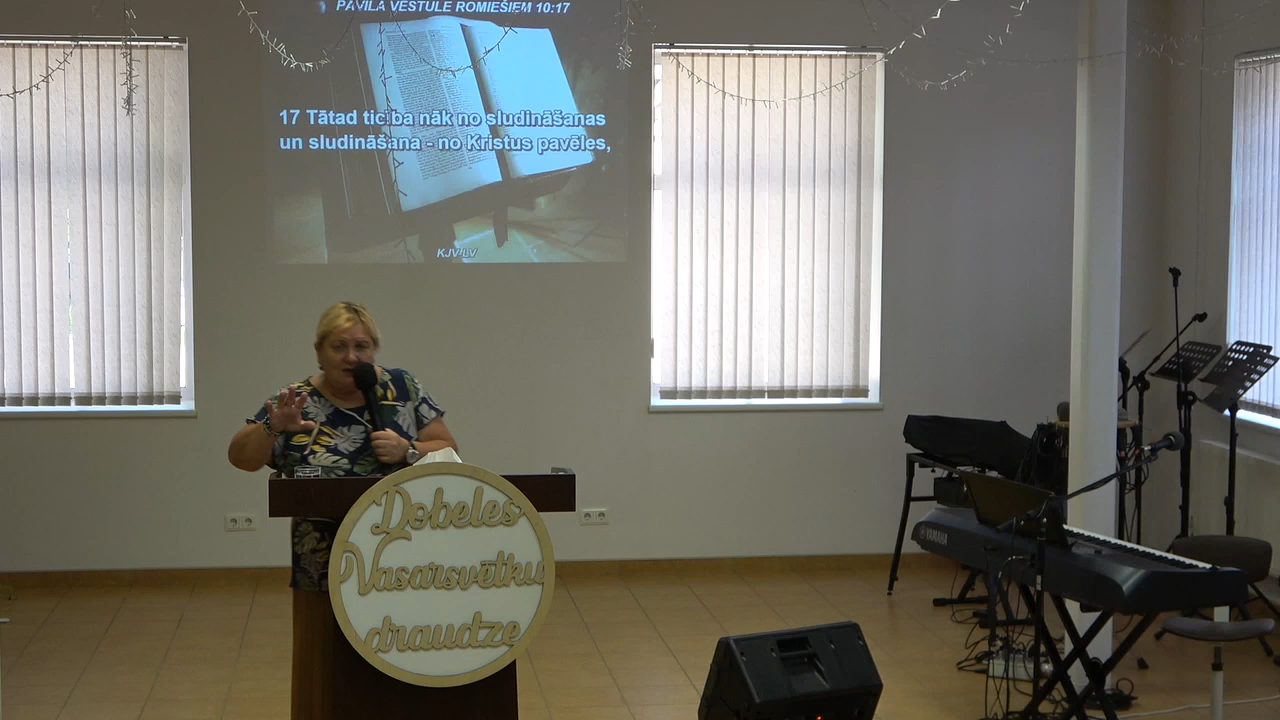 PĀVILA VĒSTULE ROMIEŠIEM 10:17
17 Tātad ticība nāk no sludināšanas
un sludināšana - no Kristus pavēles,
KJV-LV
Dobeles
Vasarsvētku
draudze
YAMAHA